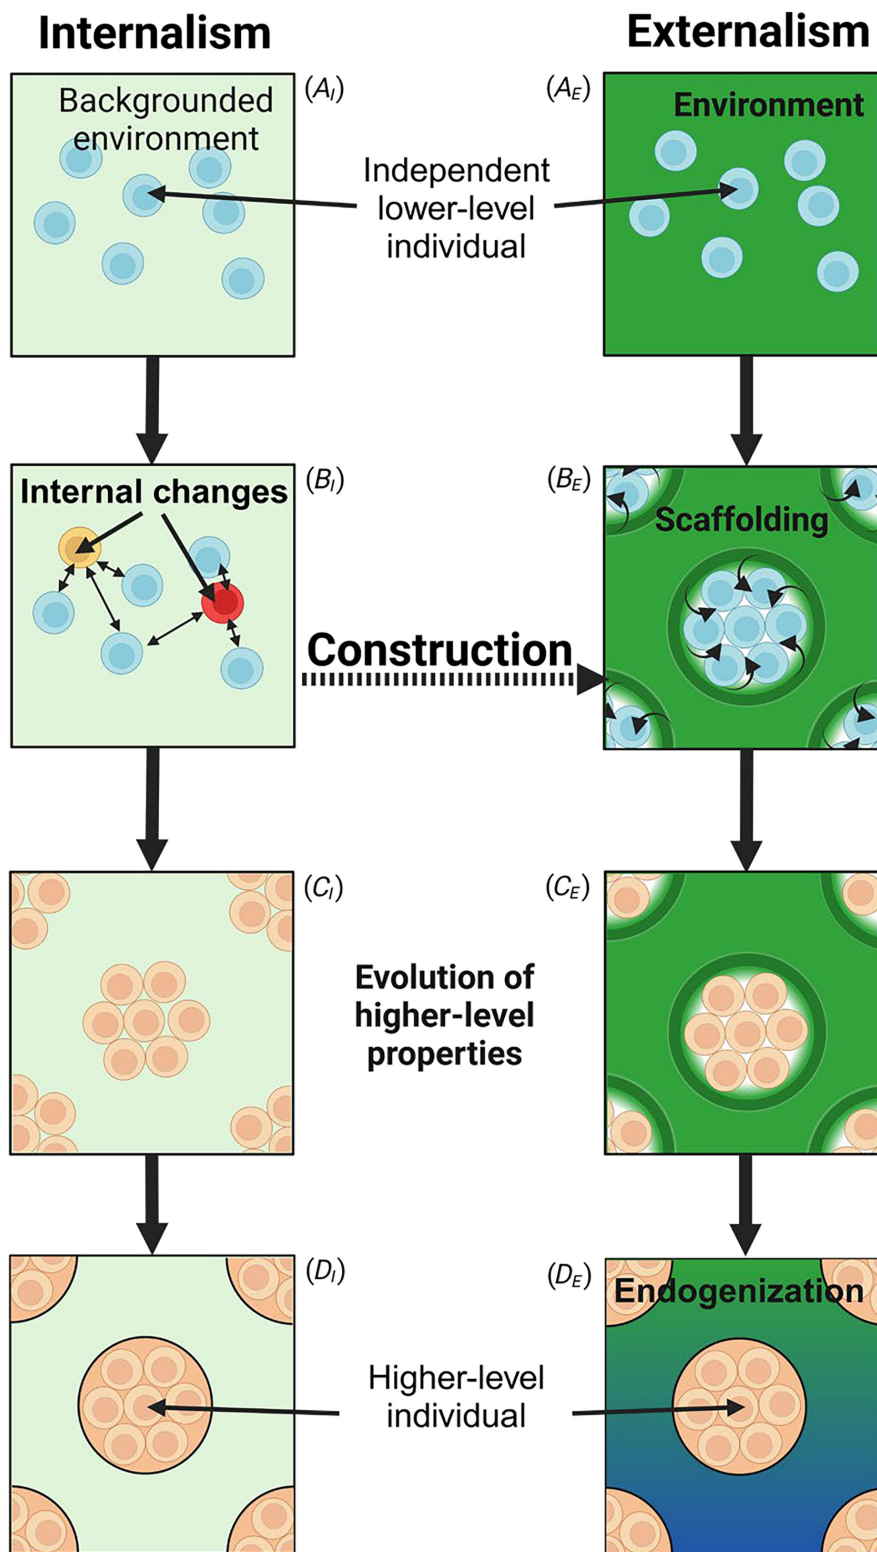 Internalism
Externalism
Backgrounded
environment
(A_I)
(A_E)
Environment
Independent
lower-level
individual
Internal changes
(B_I)
(B_E)
Scaffolding
Construction
(C_I)
(C_E)
Evolution of
higher-level
properties
(D_I)
(D_E)
Endogenization
Higher-level
individual